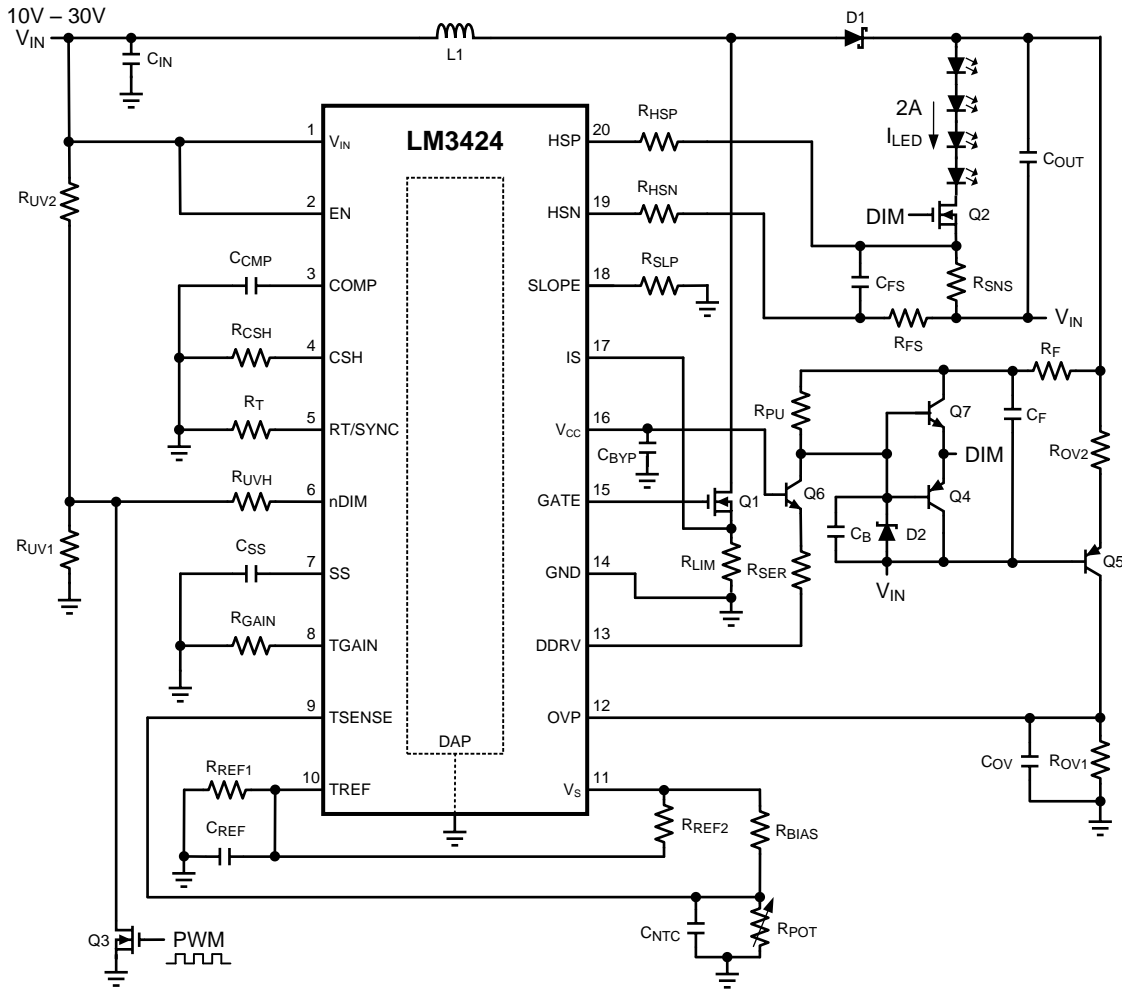 10V – 30V
VIN
CIN
L1
D1
2A
ILED
COUT
RUV2
1
VIN
LM3424
HSP
20
RHSP
2
EN
HSN
19
RHSN
DIM
Q2
CCMP
3
COMP
SLOPE
18
RSLP
CFS
RSNS
RFS
VIN
RCSH
4
CSH
IS
17
RF
RT
5
RT/SYNC
VCC
16
CBYP
RPU
Q7
CF
DIM
ROV2
RUVH
6
nDIM
GATE
15
Q1
Q6
Q4
RUV1
CSS
7
SS
GND
14
RLIM
RSER
CB
D2
VIN
Q5
RGAIN
8
TGAIN
DDRV
13
9
TSENSE
OVP
12
DAP
COV
ROV1
RREF1
10
TREF
VS
11
CREF
RREF2
RBIAS
Q3
PWM
CNTC
RPOT